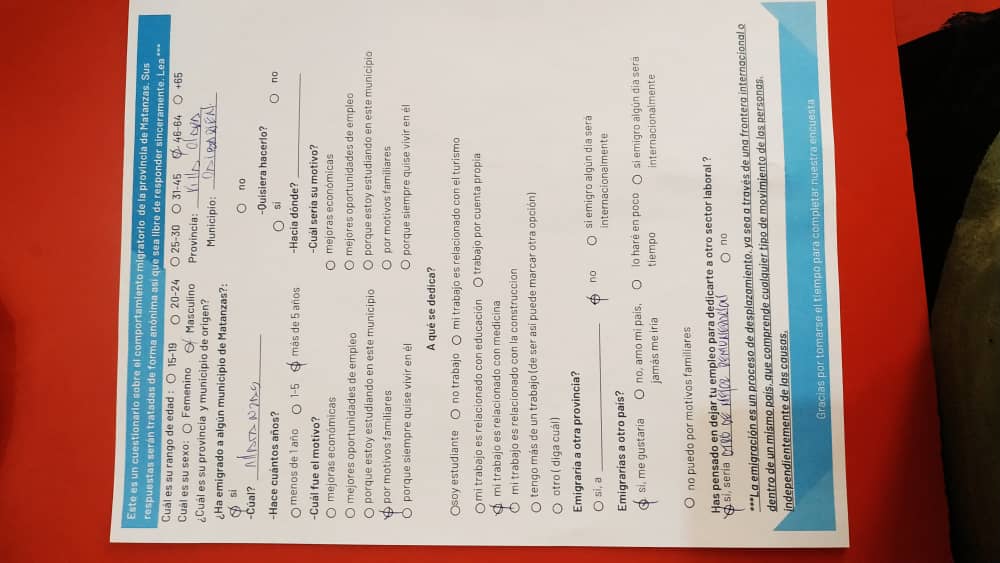 Este es un cuestionario sobre el comportamiento migratorio de la provincia de Matanzas. Sus
respuestas serán tratadas de forma anónima así que sea libre de responder sinceramente. Lea ***
Cuál es su rango de edad : 15-19 20-24 25-30 31-45 46-64 +65
Cuál es su sexo: Femenino Masculino
Provincia: Villa Clara
¿Cuál es su provincia y municipio de origen?
Municipio:
¿Ha emigrado a algún municipio de Matanzas?:
si no
-Cual? Matanzas
-Quisiera hacerlo?
si no
-Hace cuántos años?
menos de 1 año 1-5 más de 5 años
-Hacia dónde?
-Cuál fue el motivo?
-Cuál sería su motivo?
mejoras económicas
mejores oportunidades de empleo
porque estoy estudiando en este municipio
por motivos familiares
porque siempre quise vivir en él
mejoras económicas
mejores oportunidades de empleo
porque estoy estudiando en este municipio
por motivos familiares
porque siempre quise vivir en él
A qué se dedica?
soy estudiante no trabajo mi trabajo es relacionado con el turismo
mi trabajo es relacionado con educación trabajo por cuenta propia
mi trabajo es relacionado con medicina
mi trabajo es relacionado con la construccion
tengo más de un trabajo (de ser así puede marcar otra opción)
otro ( diga cuál)
Emigraría a otra provincia?
si, a no si emigro algún dia será
internacionalmente
Emigrarías a otro país?
si, me gustaría no, amo mi país, lo hare en poco si emigro algún dia será
jamás me iría tiempo internacionalmente
no puedo por motivos familiares
Has pensado en dejar tu empleo para dedicarte a otro sector laboral ?
si, sería otro de mejor remuneración no
***La emigración es un proceso de desplazamiento, ya sea a través de una frontera internacional o
dentro de un mismo país, que comprende cualquier tipo de movimiento de las personas,
independientemente de las causas.
Gracias por tomarse el tiempo para completar nuestra encuesta